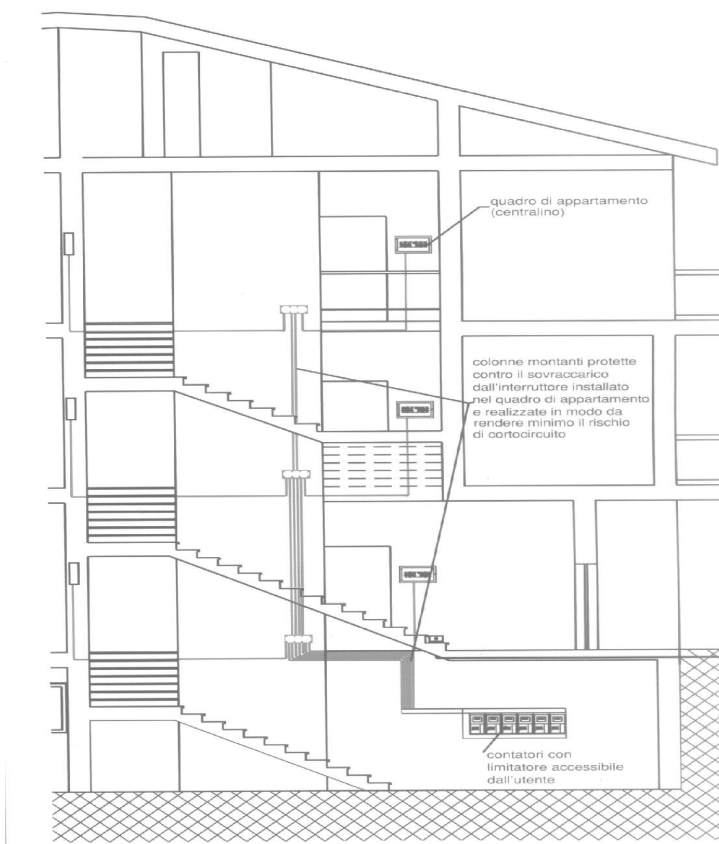 quadro di appartamento
(centralino)
colonne montanti protette
contro il sovraccarico
dall'interruttore installato
nel quadro di appartamento
e realizzate in modo da
rendere minimo il rischio
di cortocircuito
contatori con
limitatore accessibile
dall'utente